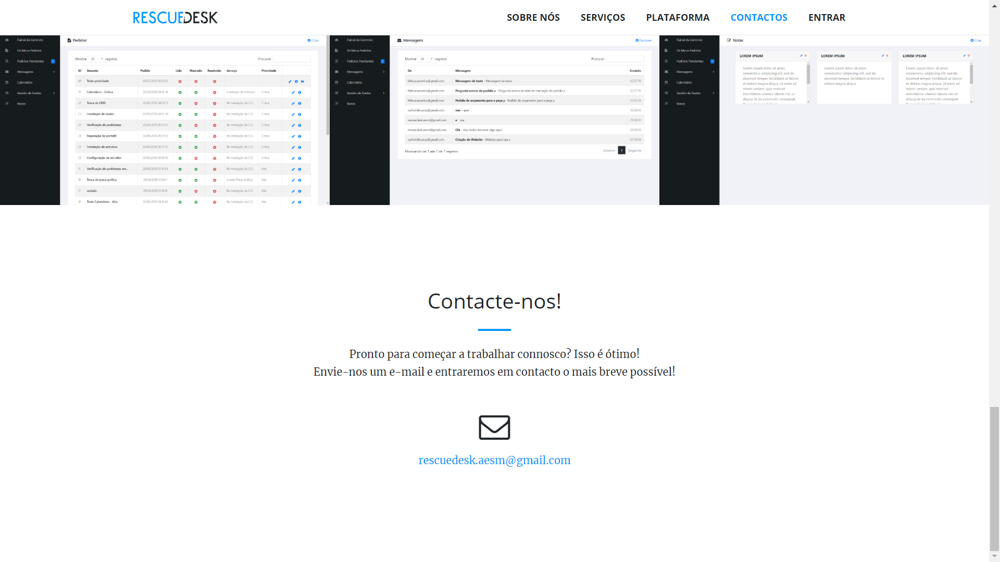 RESCUEDESK
SOBRE NÓS
SERVIÇOS
PLATAFORMA
CONTACTOS
ENTRAR
Painel de Controlo
Os Meus Pedidos
Pedidos Pendentes
Mensagens
Calendário
Gestão de Dados
Notas
Pedidos
Criar
Mostrar 20 registos
Procurar:
ID Assunto Pedido Lido Marcado Resolvido Serviço Prioridade
49 Teste prioridade 04/07/2018 09:10:05
19 Calendário - Crítica 30/06/2018 04:16:14 Instalação de Software Crítica
22 Troca de HDD 30/06/2018 04:53:19 Re-Instalação de S.O. Crítica
23 Instalação de router 30/06/2018 04:53:34 Re-Instalação de S.O. Crítica
25 Verificação de problemas 30/06/2018 06:01:02 Re-Instalação de S.O. Crítica
28 Reparação de portatil 30/06/2018 06:25:10 Re-Instalação de S.O. Crítica
33 Instalação de antivirus 30/06/2018 08:37:30 Re-Instalação de S.O. Crítica
35 Configuração de servidor 30/06/2018 09:06:59 Re-Instalação de S.O. Crítica
11 Verificação de problemas em... 28/06/2018 03:14:54 Re-Instalação de S.O. Alta
16 Troca de placa gráfica 29/06/2018 01:04:11 Instalar Placa Gráfica Alta
17 asdada 29/06/2018 01:18:16 Re-Instalação de S.O. Alta
18 Teste Calendário - Alta 30/06/2018 04:15:46 Re-Instalação de S.O. Alta
Painel de Controlo
Os Meus Pedidos
Pedidos Pendentes
Mensagens
Calendário
Gestão de Dados
Notas
Mensagens
Escrever
Mostrar 20 registos
Procurar:
De Mensagem Enviado
falhuscascarlos@gmail.com Mensagem de teste - Mensagem de teste 02/07/18
falhuscascarlos@gmail.com Pergunta acerca do pedido x - Pergunta acerca da data de marcação do pedido x 02/07/18
falhuscascarlos@gmail.com Pedido de orçamento para a peça y - Pedido de orçamento para a peça y 01/07/18
carlosfalhuscas@gmail.com wer - qwe 30/06/18
rescuedesk.aesm@gmail.com a - asa 29/06/18
rescuedesk.aesm@gmail.com Olá - Vou tentar escrever algo aqui 29/06/18
carlosfalhuscas@gmail.com Criação de Website - Website para loja x 27/06/18
Mostrando de 1 até 7 de 7 registos
Anterior 1 Seguinte
Painel de Controlo
Os Meus Pedidos
Pedidos Pendentes
Mensagens
Calendário
Gestão de Dados
Notas
Notas
Criar
LOREM IPSUM
Lorem ipsum dolor sit amet,
consectetur adipiscing elit, sed do
eiusmod tempor incididunt ut labore
et dolore magna aliqua. Ut enim ad
minim veniam, quis nostrud
exercitation ullamco laboris nisi ut
aliquip ex ea commodo consequat.
LOREM IPSUM
Lorem ipsum dolor sit amet,
consectetur adipiscing elit, sed do
eiusmod tempor incididunt ut labore et
dolore magna aliqua.
LOREM IPSUM
Lorem ipsum dolor sit amet,
consectetur adipiscing elit, sed do
eiusmod tempor incididunt ut labore
et dolore magna aliqua. Ut enim ad
minim veniam, quis nostrud
exercitation ullamco laboris nisi ut
aliquip ex ea commodo consequat.
Contacte-nos!
Pronto para começar a trabalhar connosco? Isso é ótimo!
Envie-nos um e-mail e entraremos em contacto o mais breve possível!
rescuedesk.aesm@gmail.com